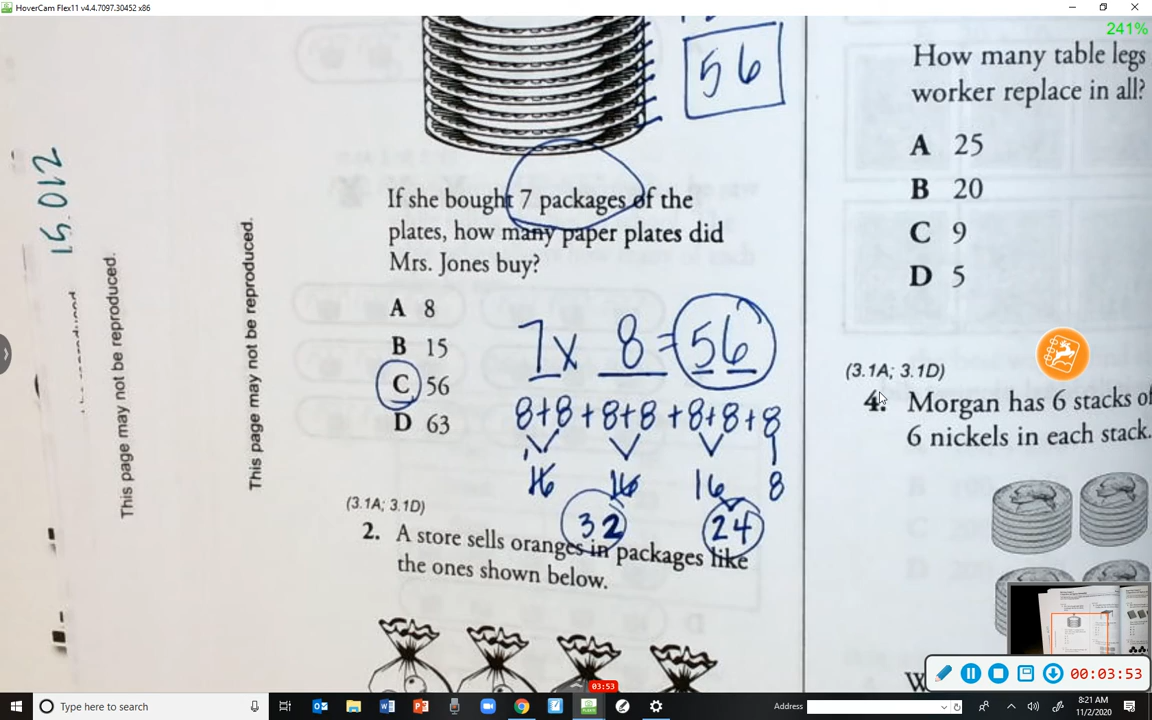 HoverCam Flex11 v4.4.7097.30452 x86
241%
56
15.012
This page may not be reproduced.
This page may not be reproduced.
If she bought 7 packages of the
plates, how many paper plates did
Mrs. Jones buy?
A 8
B 15
C 56
D 63
7 x 8 = 56
8+8+8+8+8+8+8
16 16 16 8
32 24
(3.1A; 3.1D)
2. A store sells oranges in packages like
the ones shown below.
How many table legs
worker replace in all?
A 25
B 20
C 9
D 5
(3.1A; 3.1D)
4. Morgan has 6 stacks of
6 nickels in each stack.
00:03:53
03:53
Type here to search
Address
8:21 AM
11/2/2020